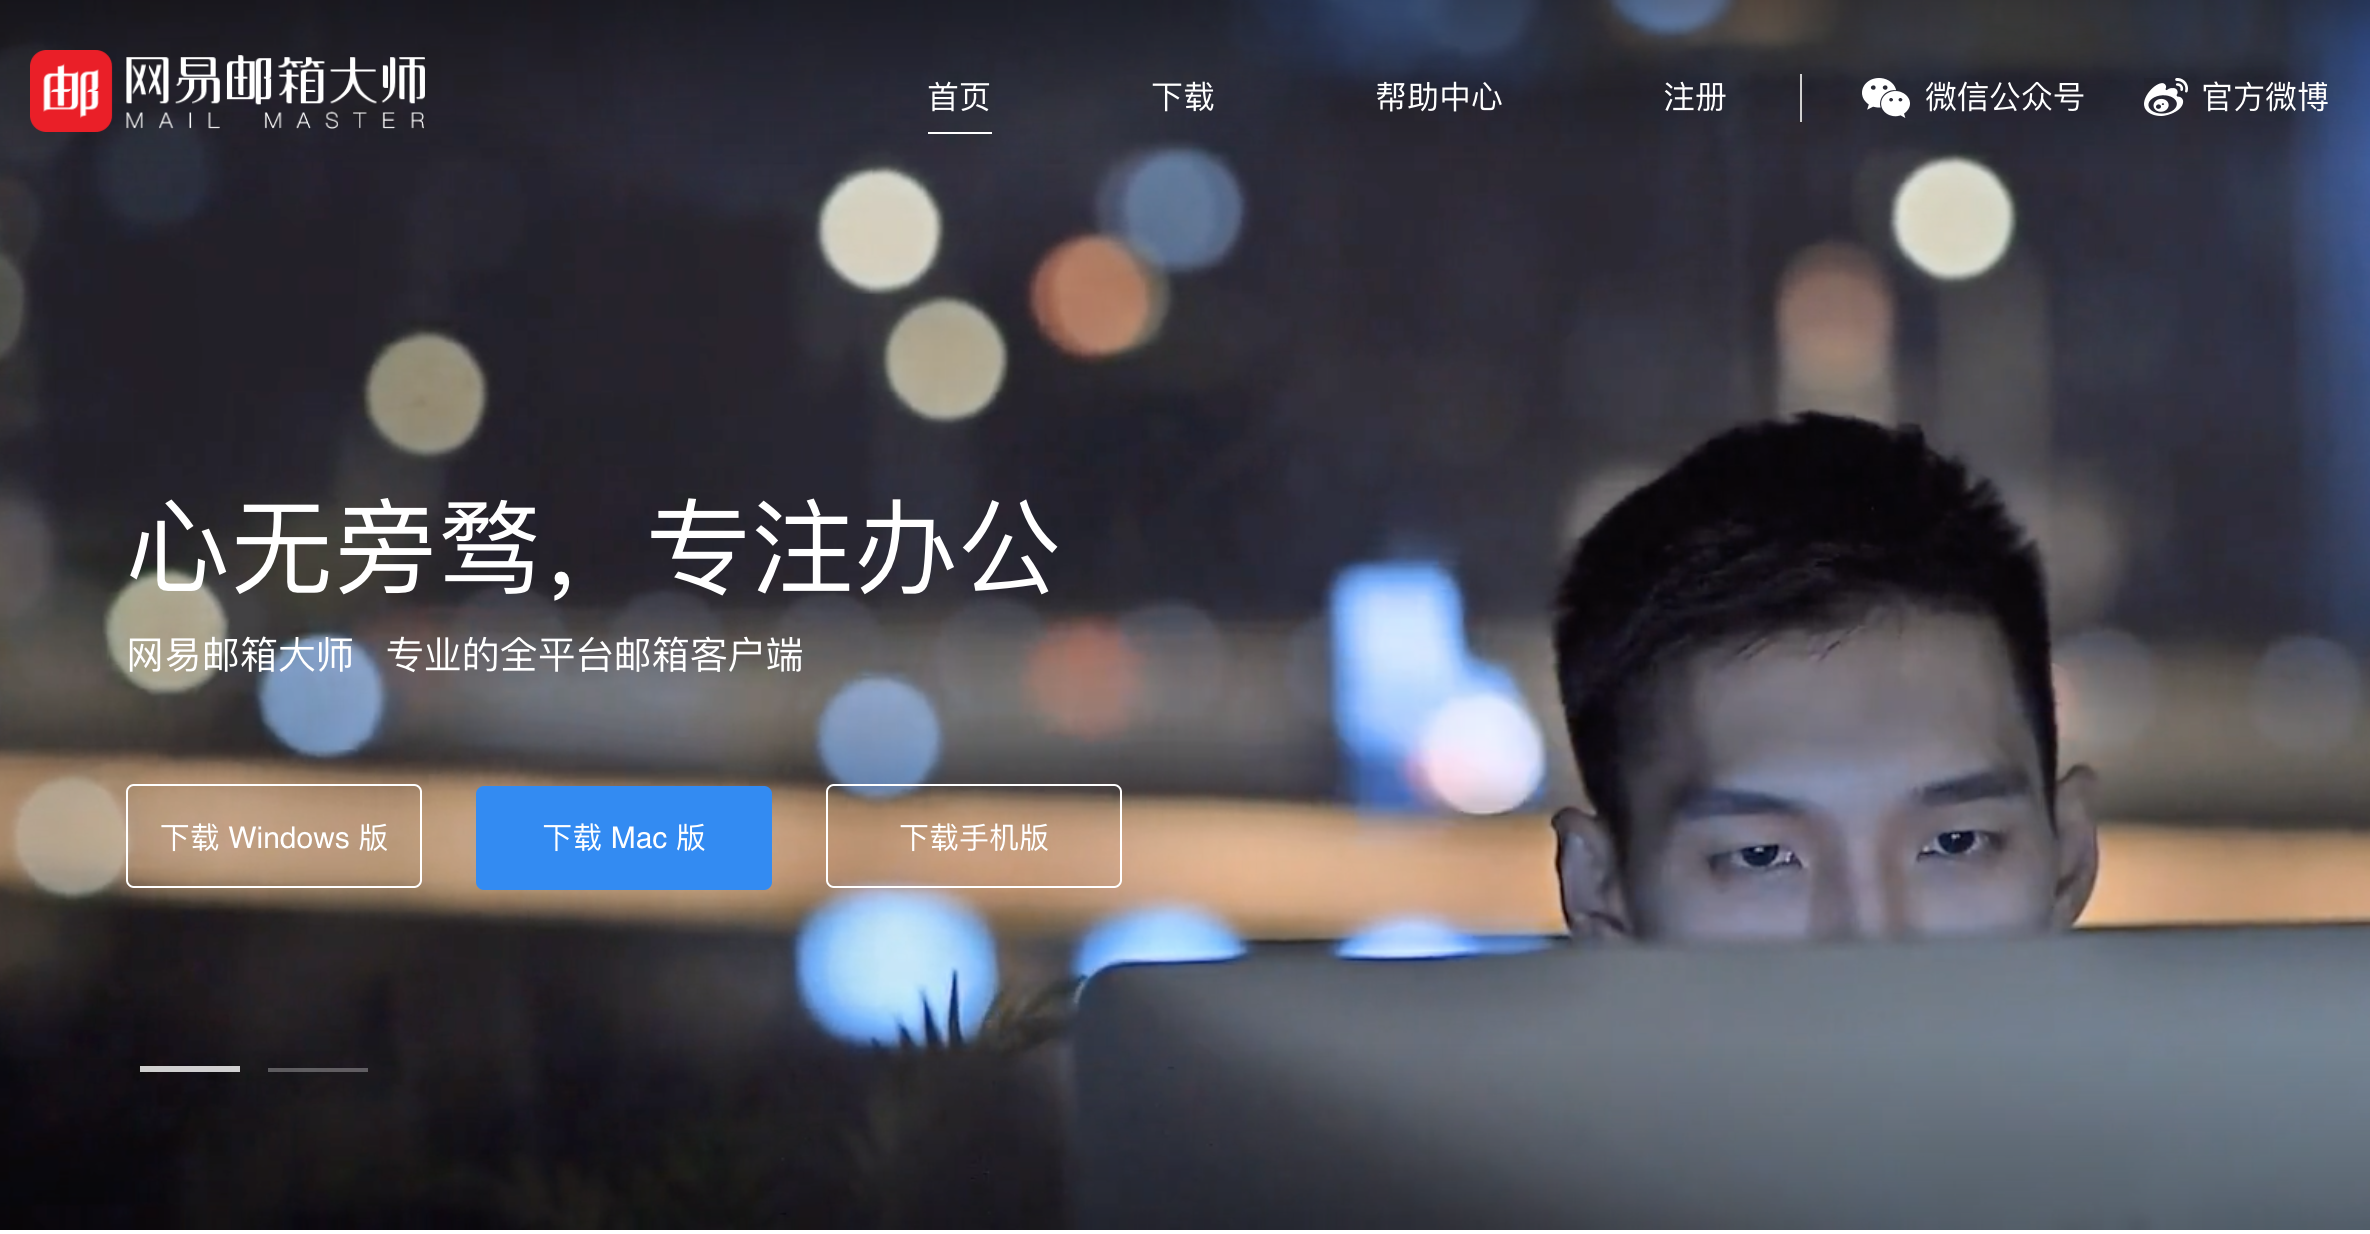 网易邮箱大师
MAIL MASTER
首页 下载 帮助中心 注册 微信公众号 官方微博
心无旁骛，专注办公
网易邮箱大师 专业的全平台邮箱客户端
下载 Windows 版 下载 Mac 版 下载手机版